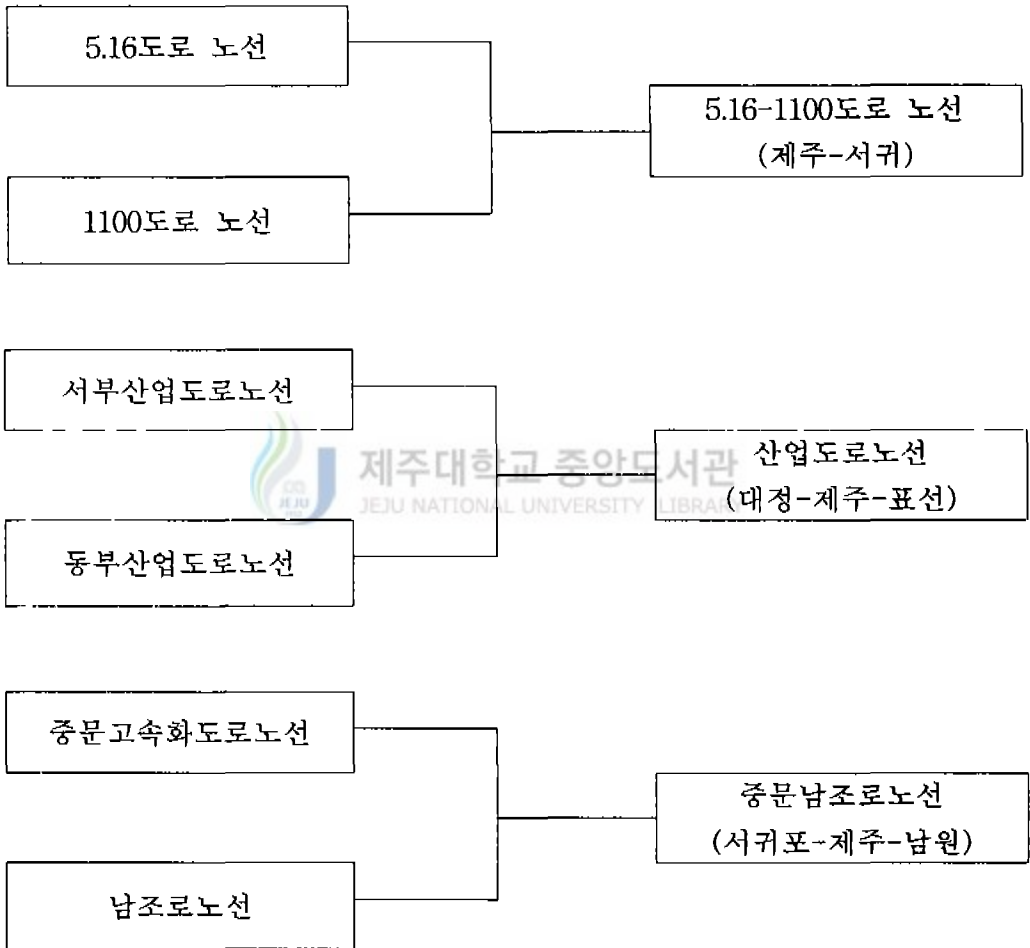 5.16도로 노선
5.16-1100도로 노선
(제주-서귀)
1100도로 노선
서부산업도로노선
산업도로노선
(대정-제주-표선)
동부산업도로노선
제주대학교 중앙도서관
JEJU NATIONAL UNIVERSITY LIBRARY
JEJU
중문고속화도로노선
중문남조로노선
(서귀포-제주-남원)
남조로노선